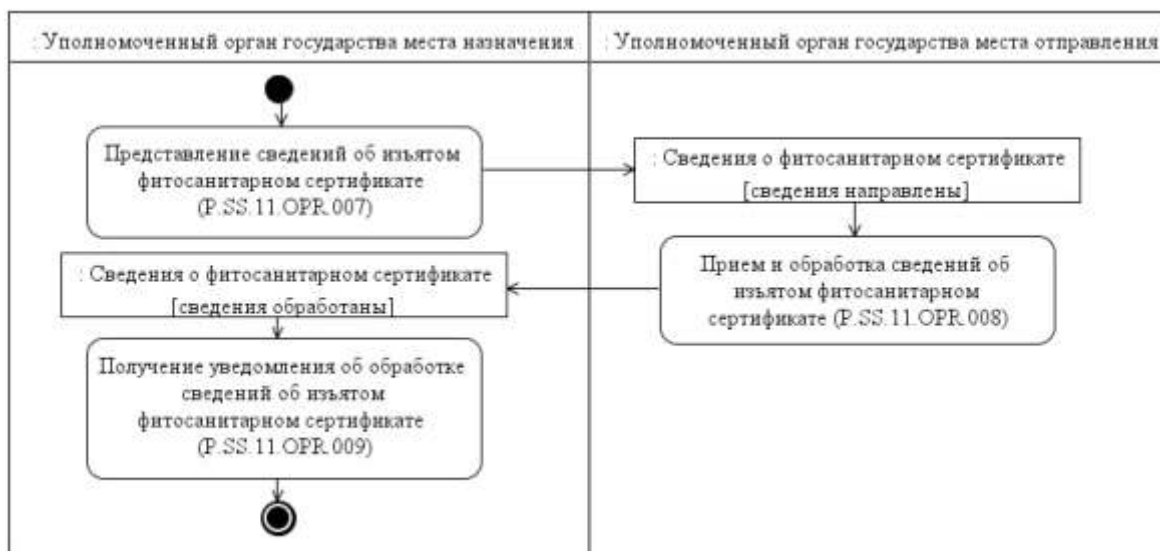 : Уполномоченный орган государства места назначения
: Уполномоченный орган государства места отправления
Представление сведений об изъятом
фитосанитарном сертификате
(P.SS.11.OPR.007)
: Сведения о фитосанитарном сертификате
[сведения направлены]
Прием и обработка сведений об
изъятом фитосанитарном
сертификате (P.SS.11.OPR.008)
: Сведения о фитосанитарном сертификате
[сведения обработаны]
Получение уведомления об обработке
сведений об изъятом
фитосанитарном сертификате
(P.SS.11.OPR.009)